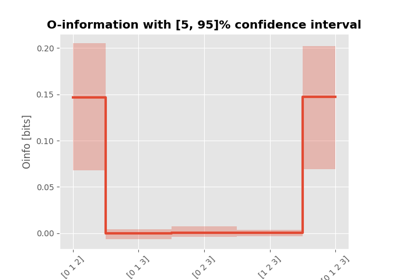 O-information with [5, 95]% confidence interval
0.20
0.15
0.10
0.05
0.00
Oinfo [bits]
[0 1 2]
[0 1 3]
[0 2 3]
[1 2 3]
[0 1 2 3]